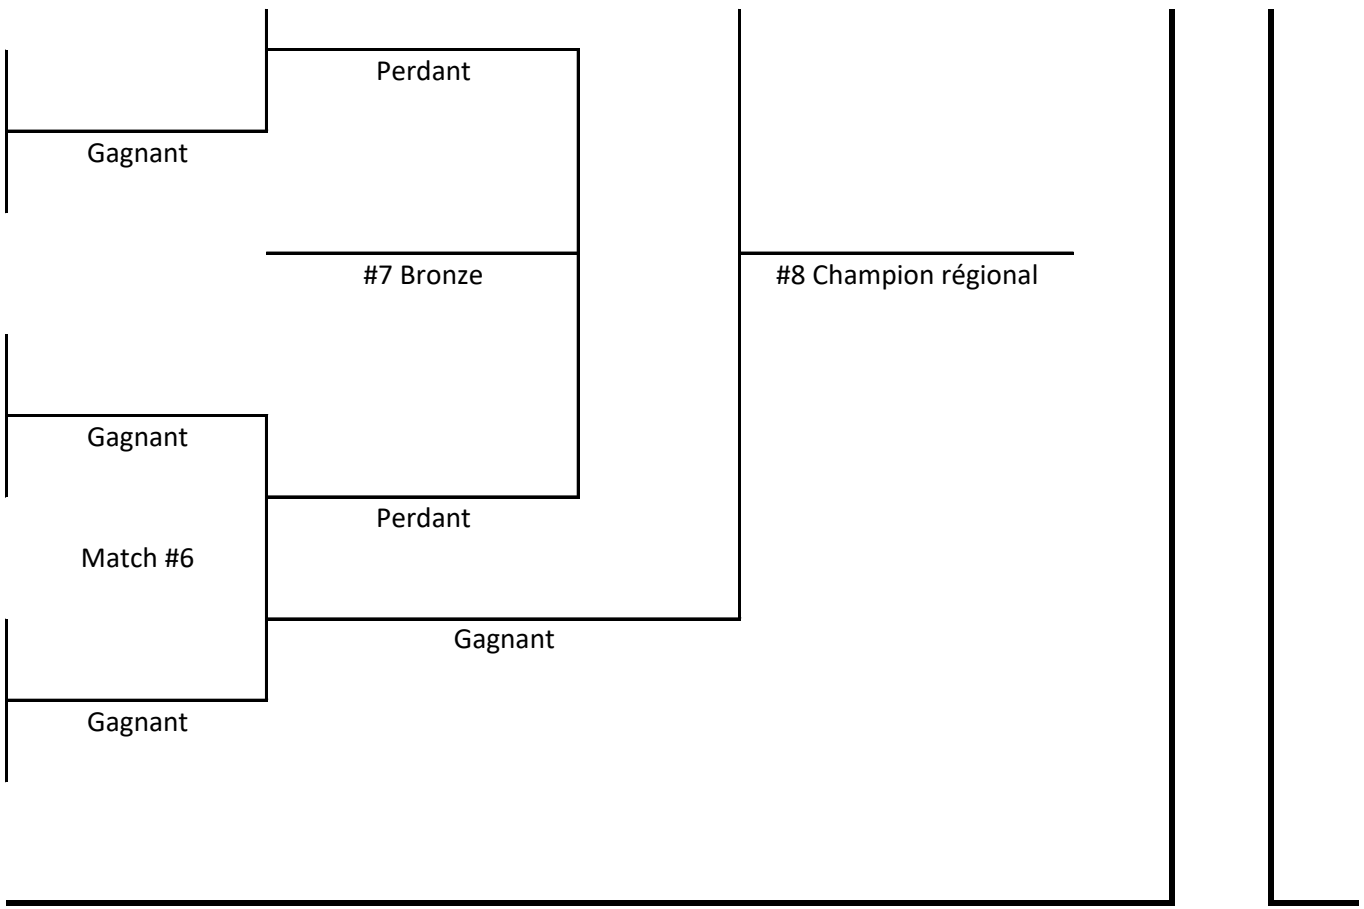 Perdant
Gagnant
#7 Bronze
#8 Champion régional
Gagnant
Perdant
Match #6
Gagnant
Gagnant